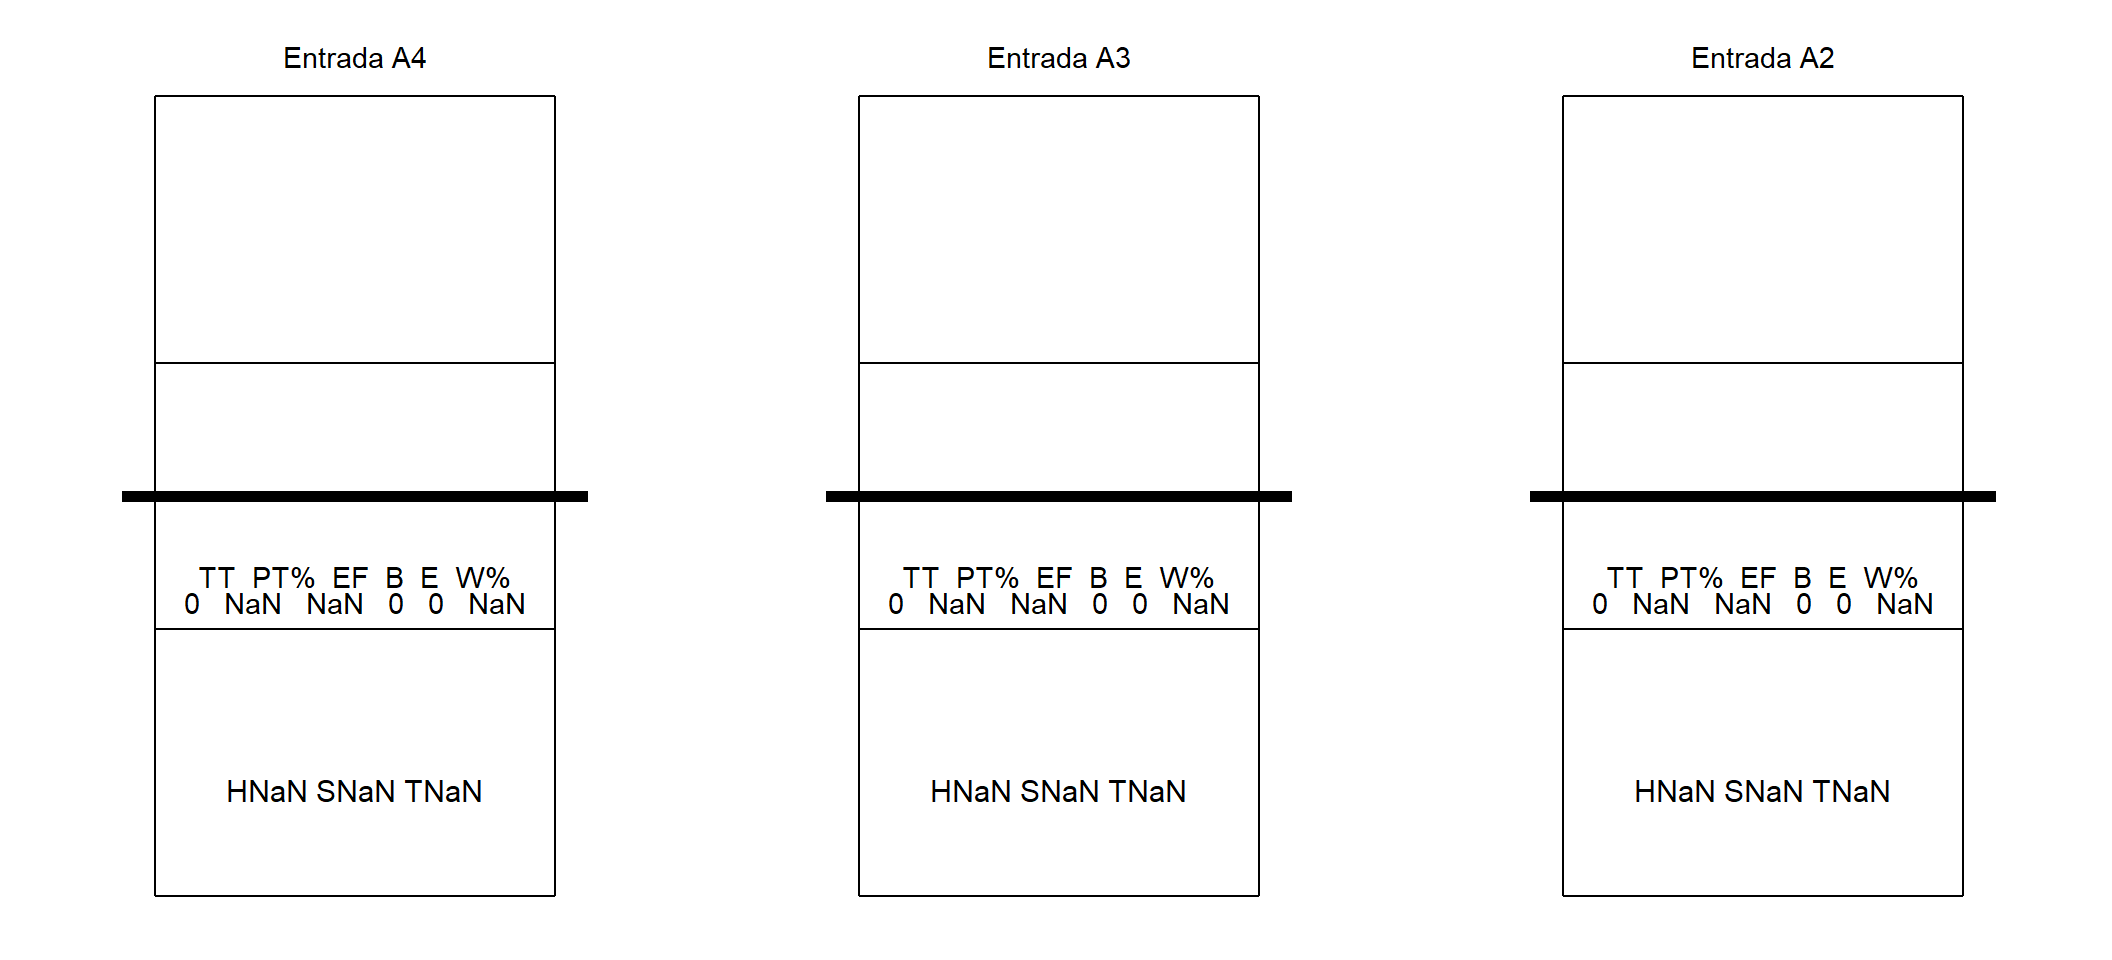 Entrada A4
TT PT% EF B E W%
0 NaN NaN 0 0 NaN
HNaN SNaN TNaN
Entrada A3
TT PT% EF B E W%
0 NaN NaN 0 0 NaN
HNaN SNaN TNaN
Entrada A2
TT PT% EF B E W%
0 NaN NaN 0 0 NaN
HNaN SNaN TNaN